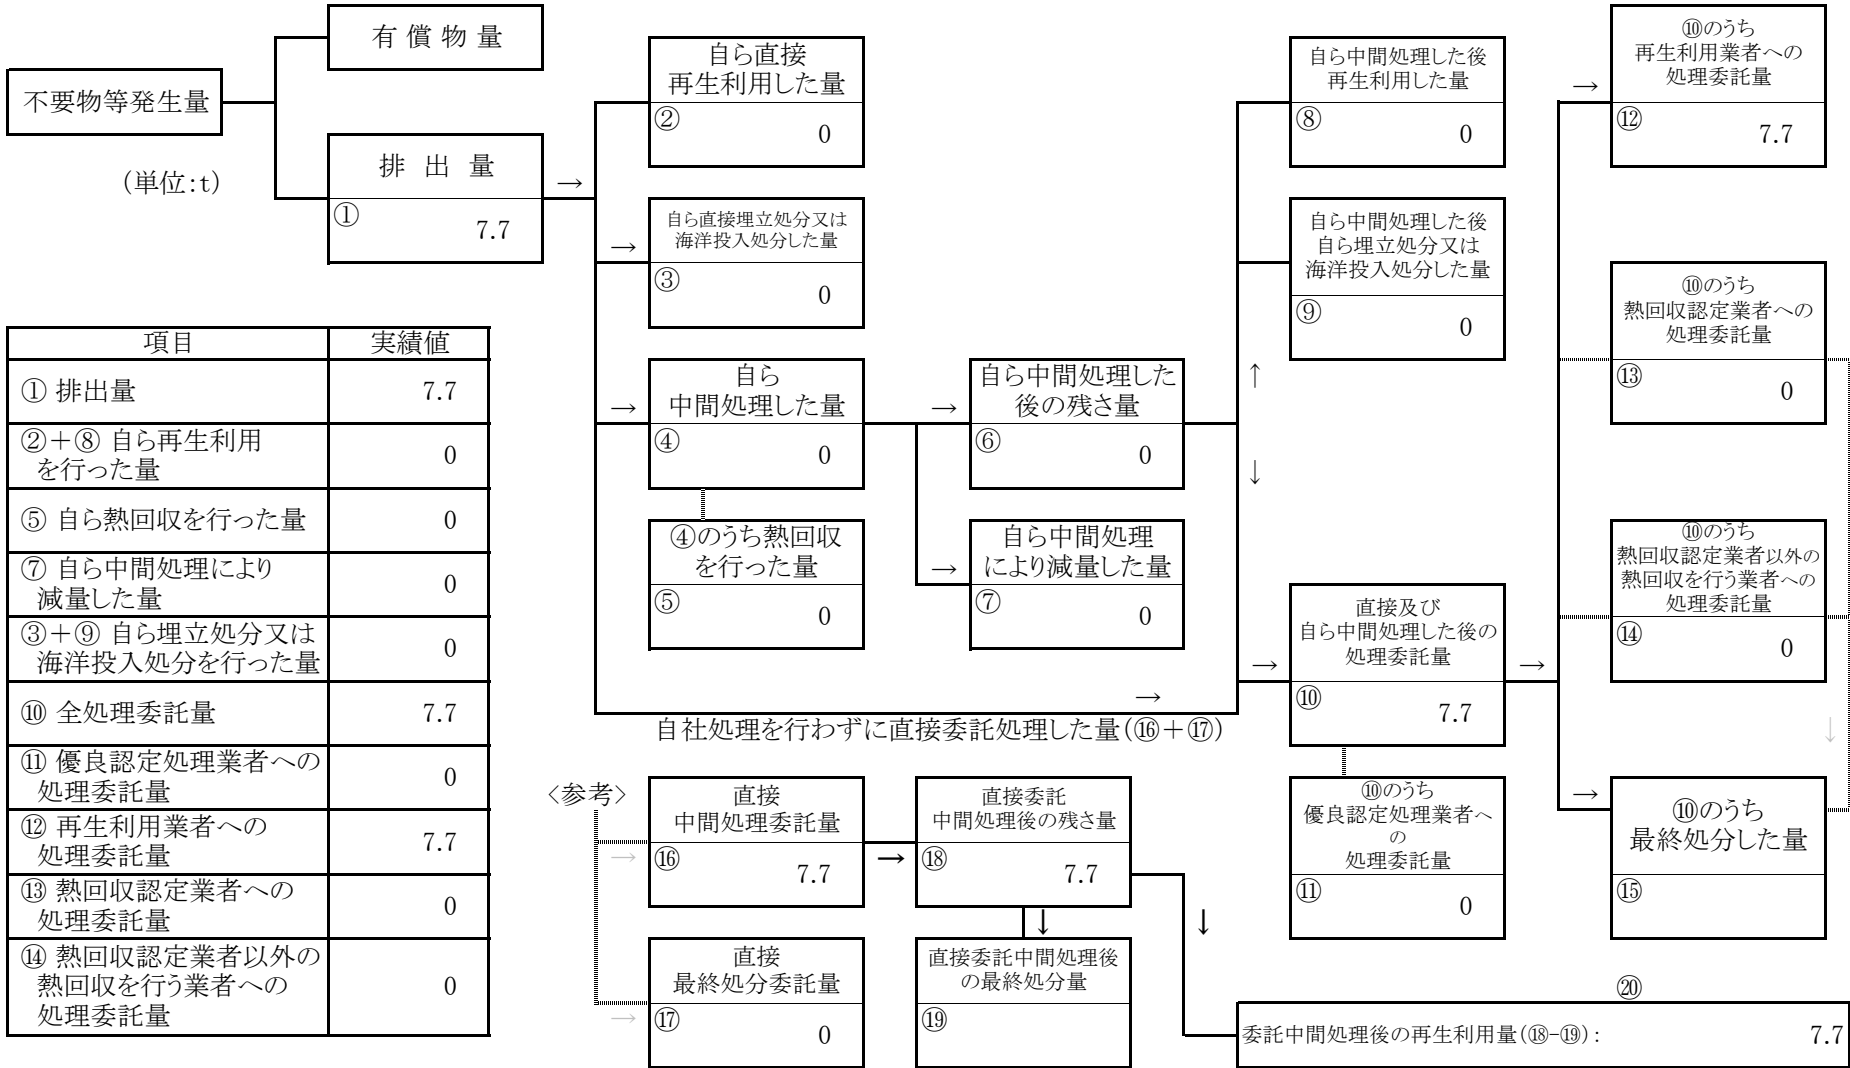 有償物量
不要物等発生量
(単位:t)
排出量
①
7.7
→
自ら直接
再生利用した量
②
0
→
自ら直接埋立処分又は
海洋投入処分した量
③
0
→
自ら
中間処理した量
④
0
④のうち熱回収
を行った量
⑤
0
→
自ら中間処理した
後の残さ量
⑥
0
→
自ら中間処理
により減量した量
⑦
0
↑
↓
自ら中間処理した後
再生利用した量
⑧
0
自ら中間処理した後
自ら埋立処分又は
海洋投入処分した量
⑨
0
→
自社処理を行わずに直接委託処理した量(⑯+⑰)
→
直接及び
自ら中間処理した後の
処理委託量
⑩
7.7
→
⑩のうち
優良認定処理業者へ
の
処理委託量
⑪
0
→
⑩のうち
再生利用業者への
処理委託量
⑫
7.7
⑩のうち
熱回収認定業者への
処理委託量
⑬
0
⑩のうち
熱回収認定業者以外の
熱回収を行う業者への
処理委託量
⑭
0
↓
→
⑩のうち
最終処分した量
⑮
項目 実績値
① 排出量 7.7
②+⑧ 自ら再生利用
を行った量 0
⑤ 自ら熱回収を行った量 0
⑦ 自ら中間処理により
減量した量 0
③+⑨ 自ら埋立処分又は
海洋投入処分を行った量 0
⑩ 全処理委託量 7.7
⑪ 優良認定処理業者への
処理委託量 0
⑫ 再生利用業者への
処理委託量 7.7
⑬ 熱回収認定業者への
処理委託量 0
⑭ 熱回収認定業者以外の
熱回収を行う業者への
処理委託量 0
<参考>
→
直接
中間処理委託量
⑯
7.7
→
直接委託
中間処理後の残さ量
⑱
7.7
↓
↓
→
直接
最終処分委託量
⑰
0
直接委託中間処理後
の最終処分量
⑲
⑳
委託中間処理後の再生利用量(⑱-⑲): 7.7